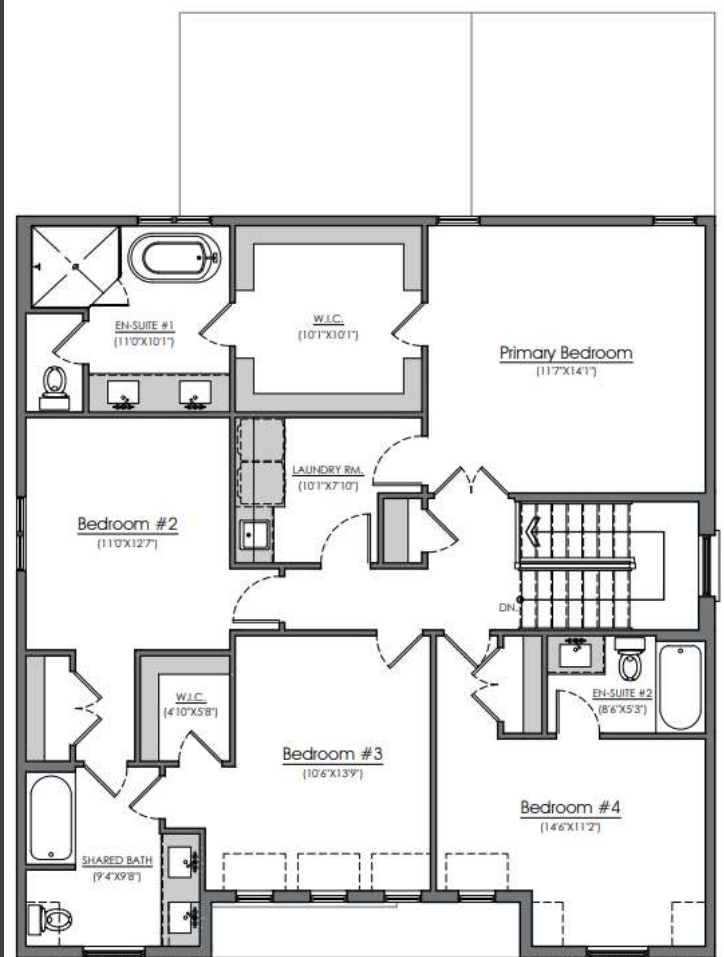 EN-SUITE #1
(11'0"X10'1")
W.I.C.
(10'1"X10'1")
Primary Bedroom
(11'7"X14'1")
LAUNDRY RM.
(10'1"X7'10")
Bedroom #2
(11'0"X12'7")
DN.
W.I.C.
(4'10"X5'8")
EN-SUITE #2
(8'6"X5'3")
Bedroom #3
(10'6"X13'9")
Bedroom #4
(14'6"X11'2")
SHARED BATH
(9'4"X9'8")